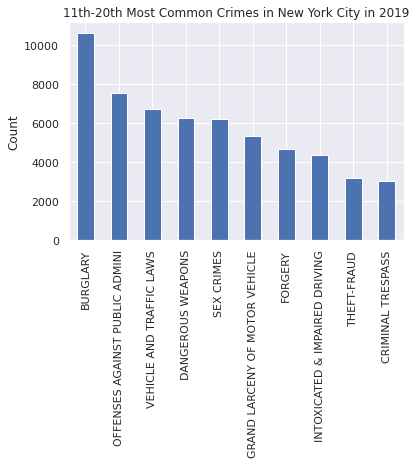 11th-20th Most Common Crimes in New York City in 2019
Count
10000
8000
6000
4000
2000
0
BURGLARY
OFFENSES AGAINST PUBLIC ADMINI
VEHICLE AND TRAFFIC LAWS
DANGEROUS WEAPONS
SEX CRIMES
GRAND LARCENY OF MOTOR VEHICLE
FORGERY
INTOXICATED & IMPAIRED DRIVING
THEFT-FRAUD
CRIMINAL TRESPASS